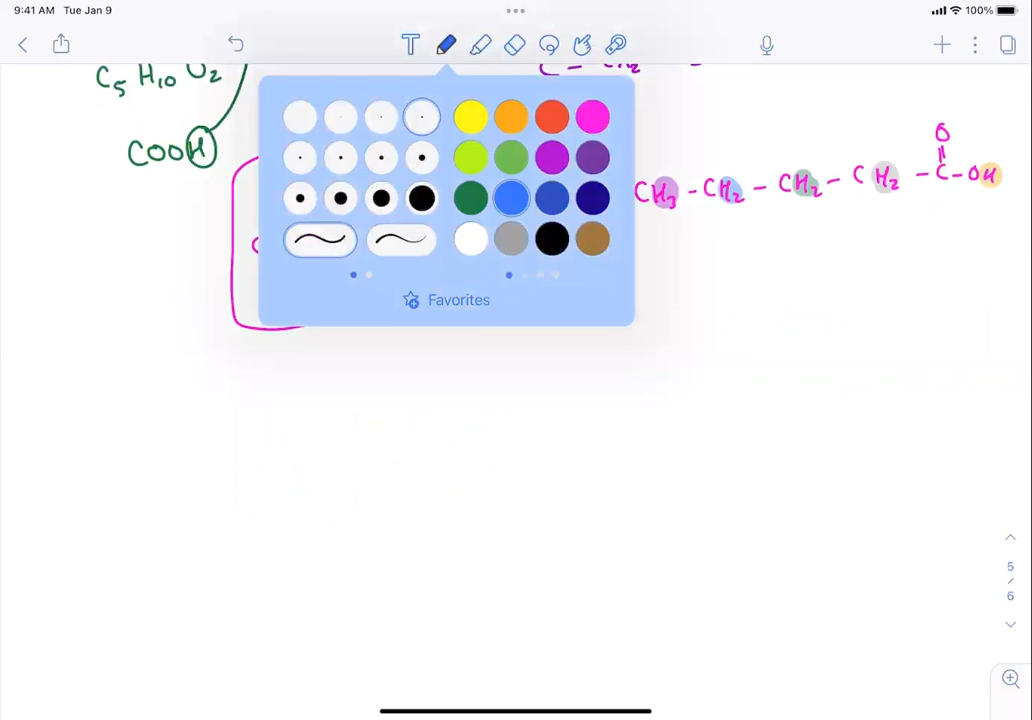 9:41 AM Tue Jan 9
100%
T
C5 H10 O2
COOH
O
||
CH3 - CH2 - CH2 - CH2 - C - OH
Favorites
5
/
6